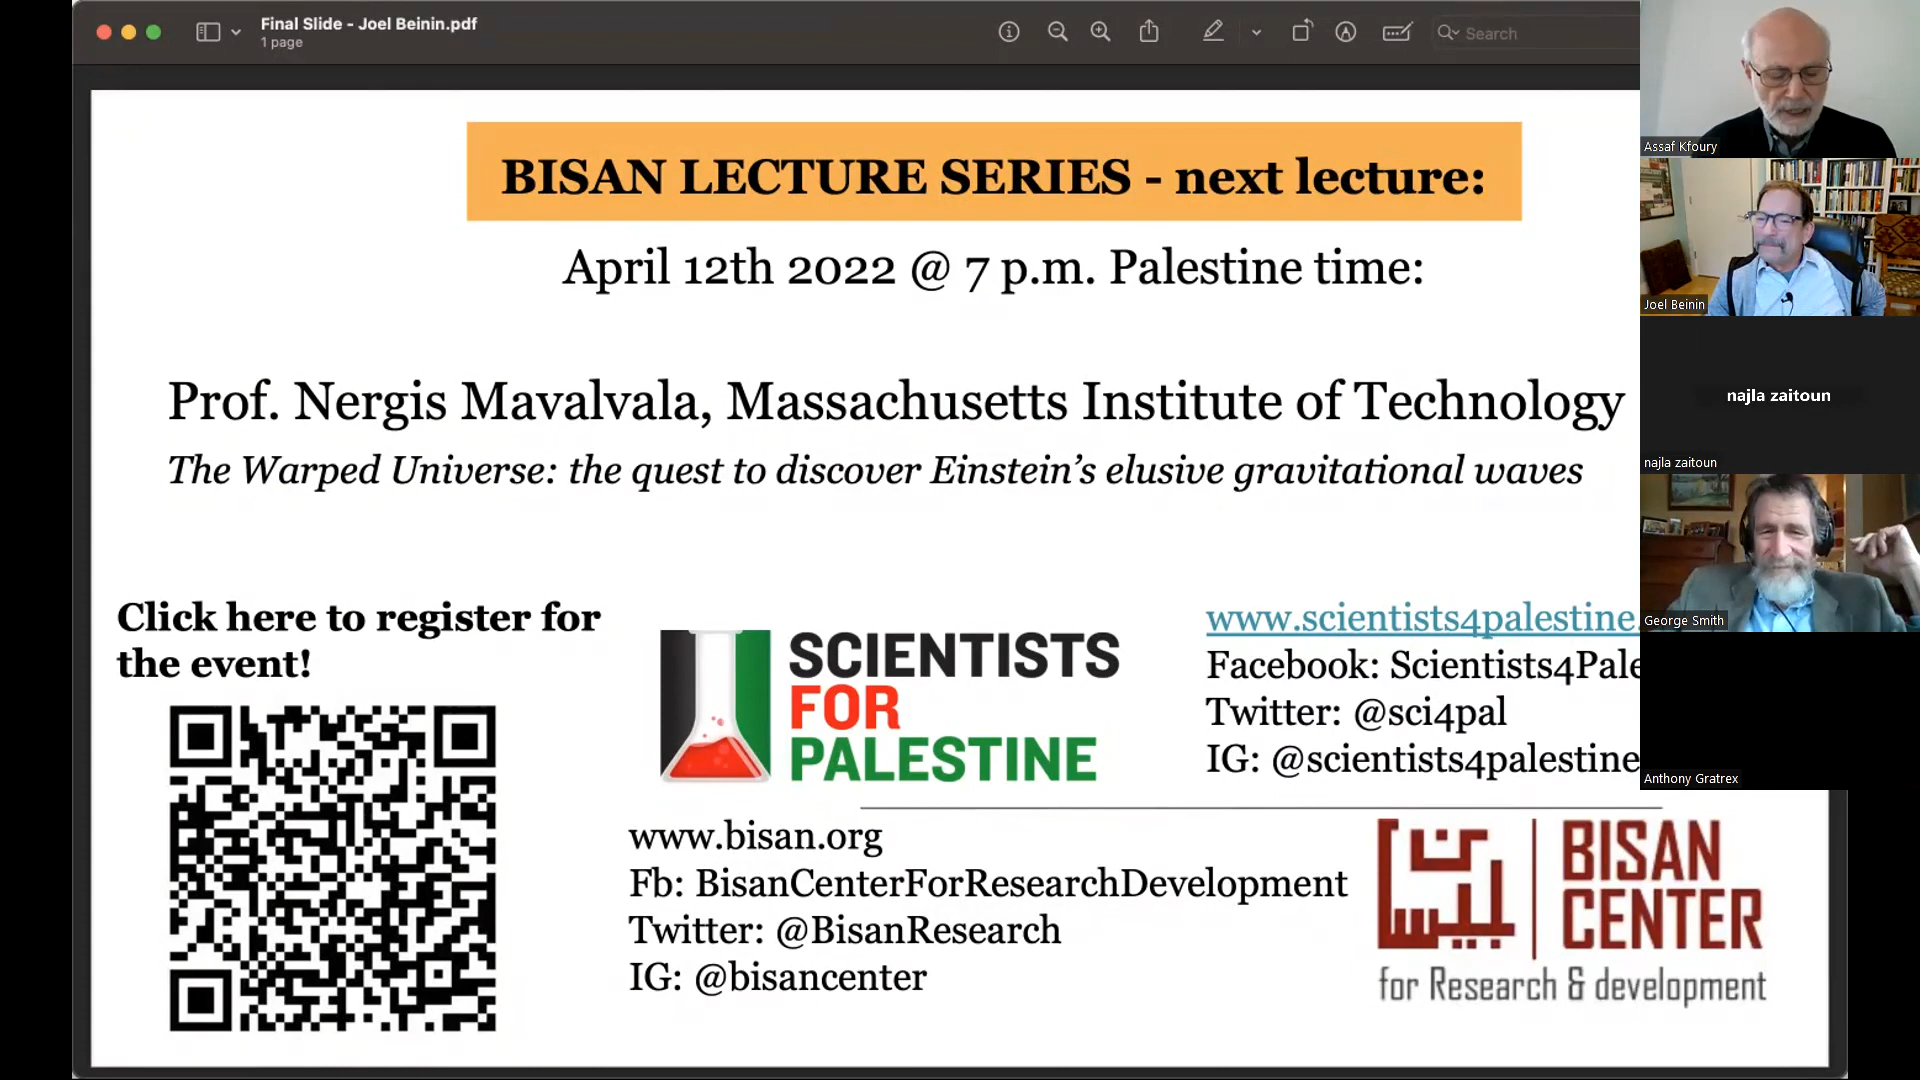 Final Slide - Joel Beinin.pdf
1 page
Search
BISAN LECTURE SERIES - next lecture:
April 12th 2022 @ 7 p.m. Palestine time:
Prof. Nergis Mavalvala, Massachusetts Institute of Technology
The Warped Universe: the quest to discover Einstein's elusive gravitational waves
Click here to register for
the event!
SCIENTISTS
FOR
PALESTINE
www.scientists4palestine.
Facebook: Scientists4Pale
Twitter: @sci4pal
IG: @scientists4palestine
www.bisan.org
Fb: BisanCenterForResearchDevelopment
Twitter: @BisanResearch
IG: @bisancenter
بيسان
BISAN
CENTER
for Research & development
Assaf Kfoury
Joel Beinin
najla zaitoun
najla zaitoun
George Smith
Anthony Gratrex